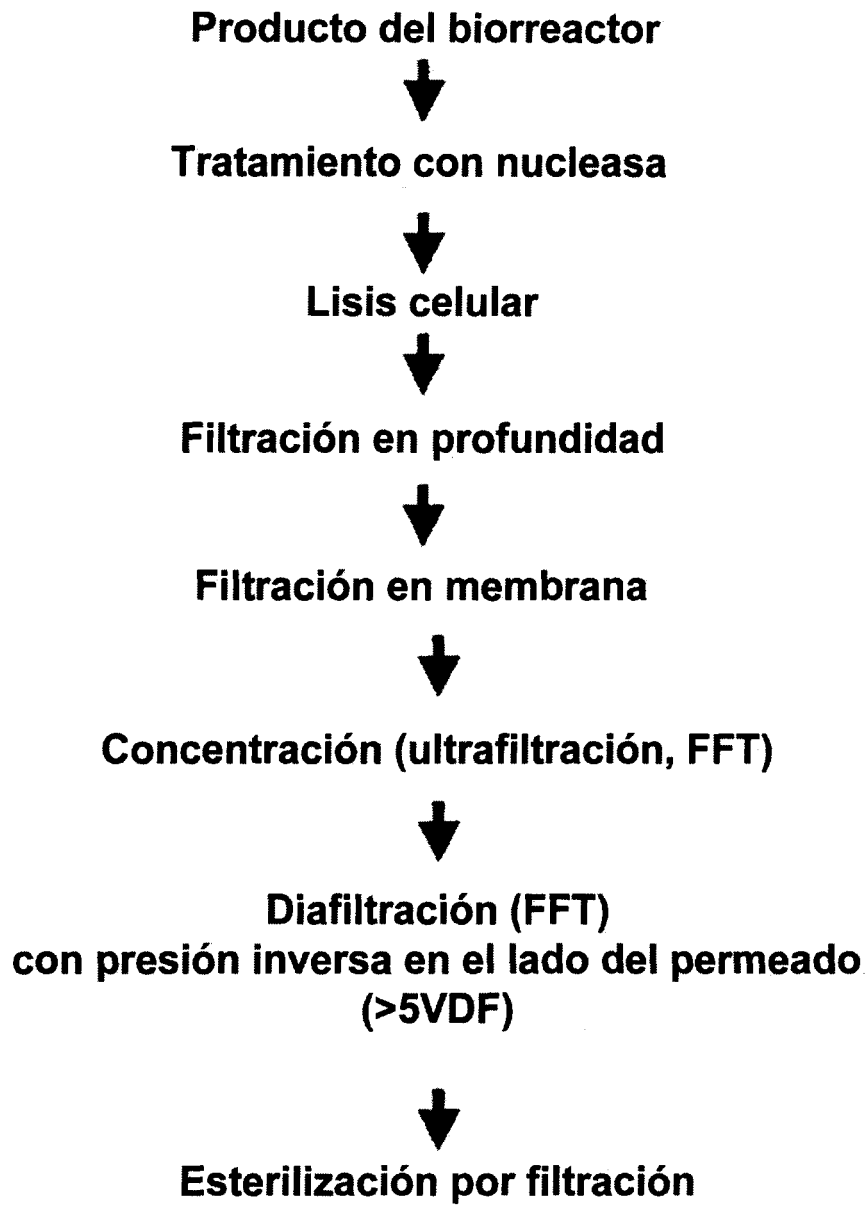 Producto del biorreactor
Tratamiento con nucleasa
Lisis celular
Filtración en profundidad
Filtración en membrana
Concentración (ultrafiltración, FFT)
Diafiltración (FFT)
con presión inversa en el lado del permeado
(>5VDF)
Esterilización por filtración